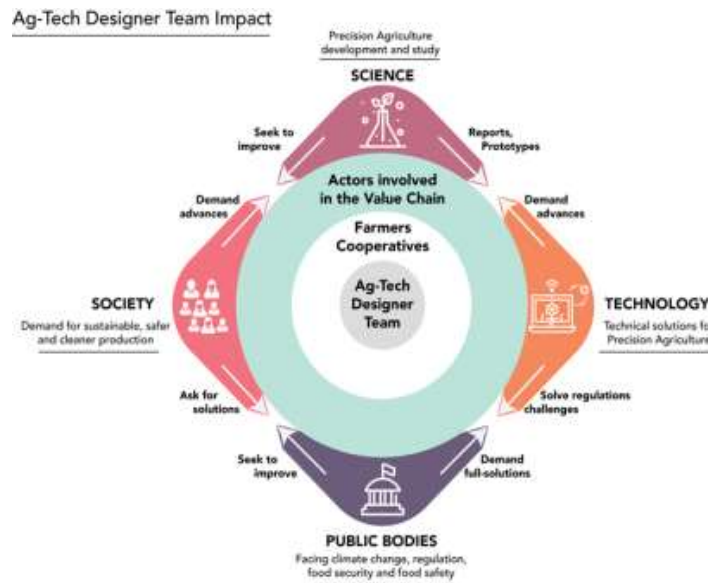 Ag-Tech Designer Team Impact
Precision Agriculture
development and study
SCIENCE
Seek to
improve
Reports,
Prototypes
Actors involved
in the Value Chain
Demand
advances
Demand
advances
Farmers
Cooperatives
Ag-Tech
Designer
Team
SOCIETY
Demand for sustainable, safer
and cleaner production
TECHNOLOGY
Technical solutions fo
Precision Agriculture
Ask for
solutions
Solve regulations
challenges
Seek to
improve
Demand
full-solutions
PUBLIC BODIES
Facing climate change, regulation,
food security and food safety